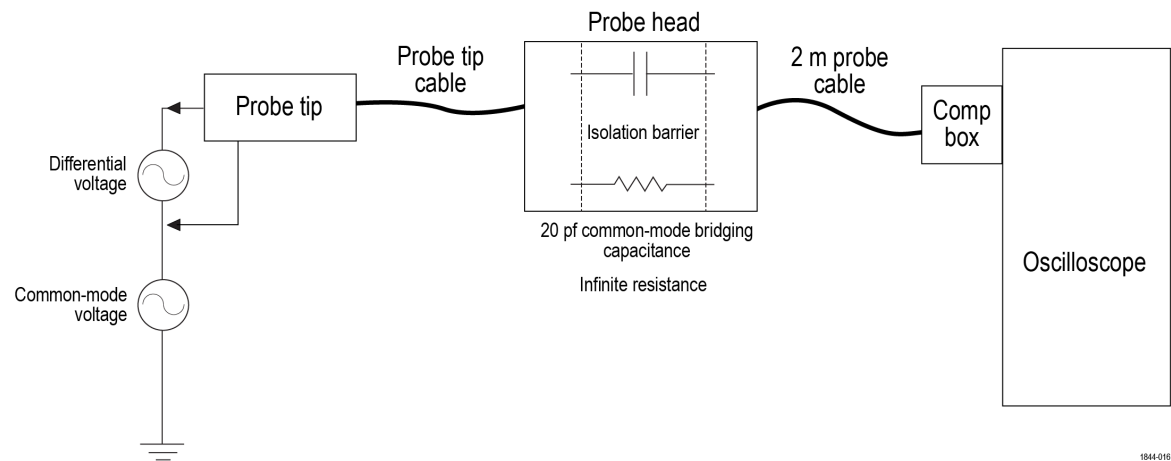 Probe head
Probe tip
cable
2 m probe
cable
Probe tip
Comp
box
Isolation barrier
Differential
voltage
20 pf common-mode bridging
capacitance
Infinite resistance
Oscilloscope
Common-mode
voltage
1844-016